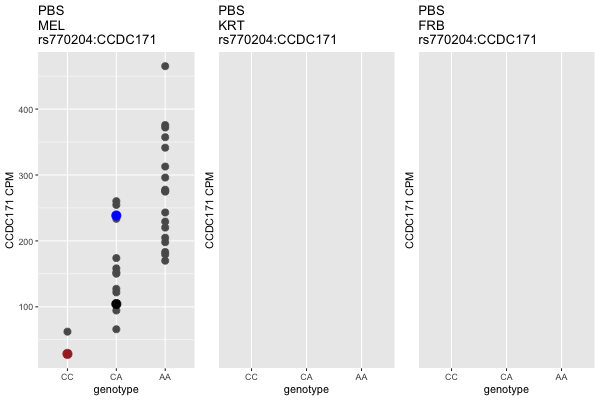 PBS
MEL
rs770204:CCDC171
PBS
KRT
rs770204:CCDC171
PBS
FRB
rs770204:CCDC171
CCDC171 CPM
400
300
200
100
CC CA AA
genotype
CCDC171 CPM
CC CA AA
genotype
CCDC171 CPM
CC CA AA
genotype